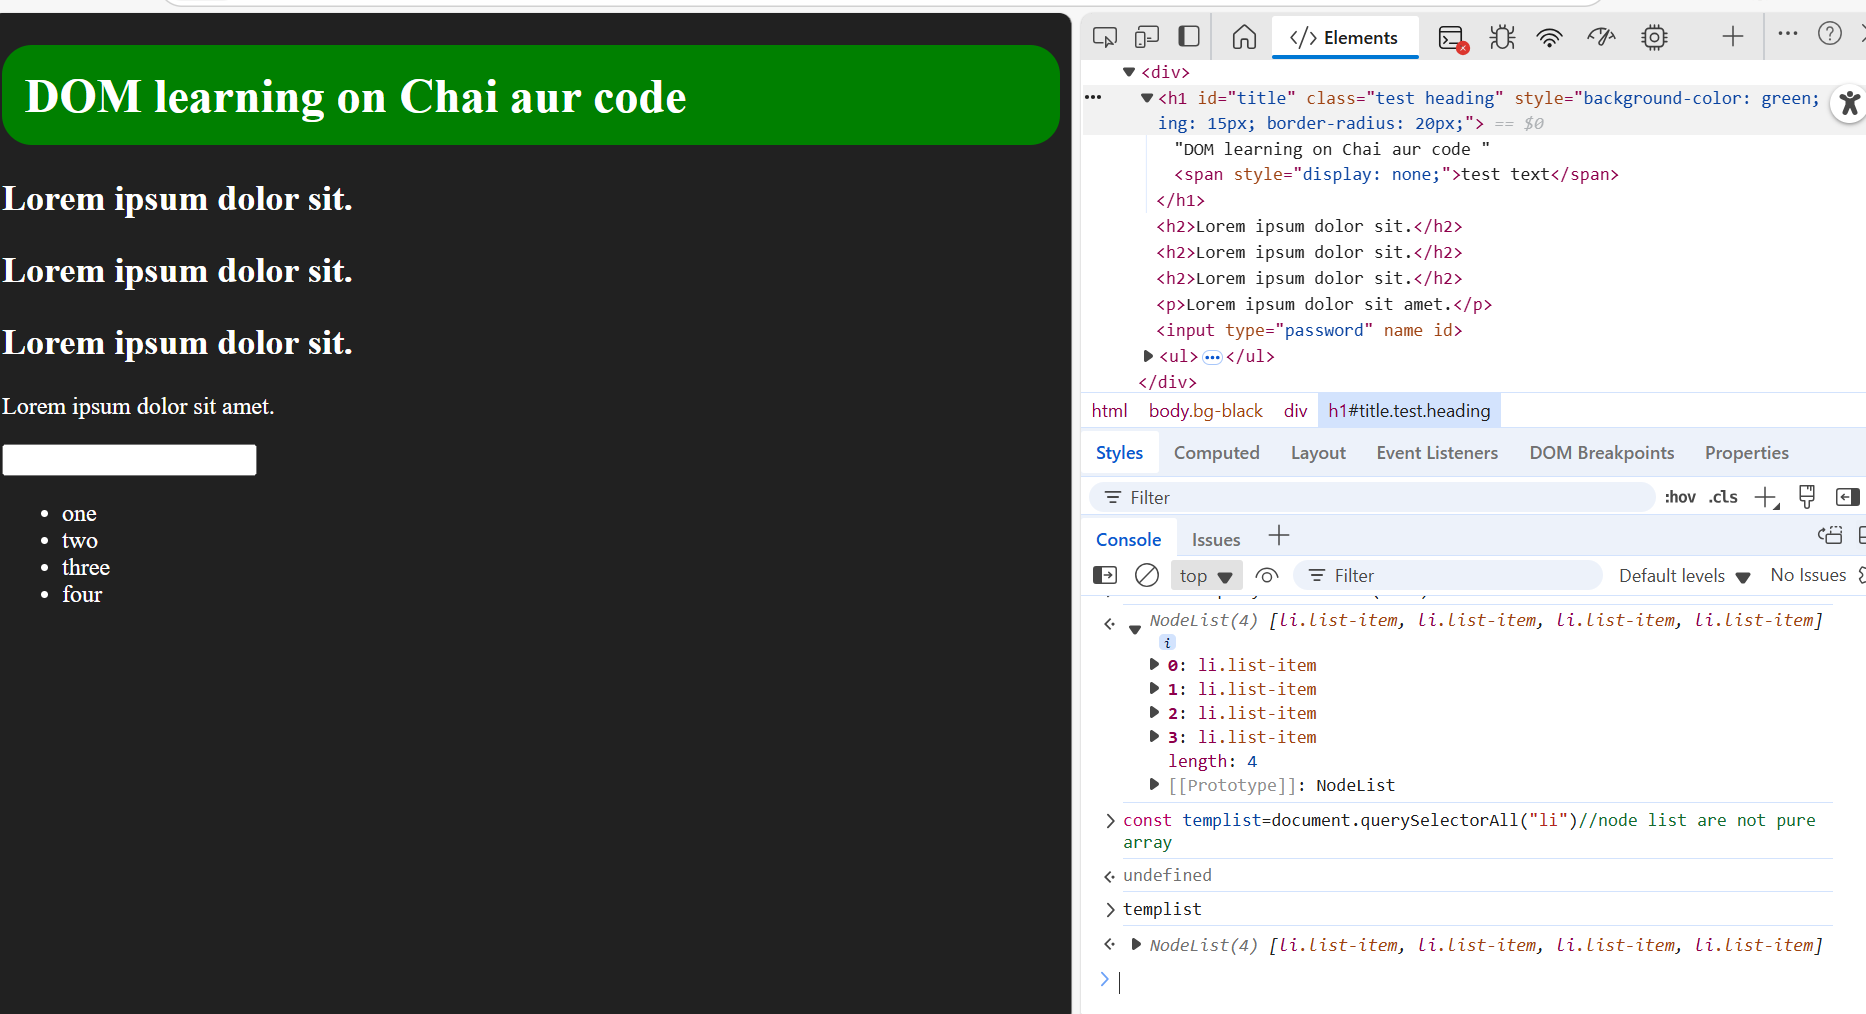 DOM learning on Chai aur code
Lorem ipsum dolor sit.
Lorem ipsum dolor sit.
Lorem ipsum dolor sit.
Lorem ipsum dolor sit amet.
• one
• two
• three
• four
</> Elements
<div>
<h1 id="title" class="test heading" style="background-color: green;
ing: 15px; border-radius: 20px;"> == $0
"DOM learning on Chai aur code "
<span style="display: none;">test text</span>
</h1>
<h2>Lorem ipsum dolor sit.</h2>
<h2>Lorem ipsum dolor sit.</h2>
<h2>Lorem ipsum dolor sit.</h2>
<p>Lorem ipsum dolor sit amet.</p>
<input type="password" name id>
<ul>…</ul>
</div>
html body.bg-black div h1#title.test.heading
Styles Computed Layout Event Listeners DOM Breakpoints Properties
Filter :hov .cls
Console Issues
top Filter Default levels No Issues
NodeList(4) [li.list-item, li.list-item, li.list-item, li.list-item]
i
0: li.list-item
1: li.list-item
2: li.list-item
3: li.list-item
length: 4
[[Prototype]]: NodeList
const templist=document.querySelectorAll("li")//node list are not pure
array
undefined
templist
NodeList(4) [li.list-item, li.list-item, li.list-item, li.list-item]